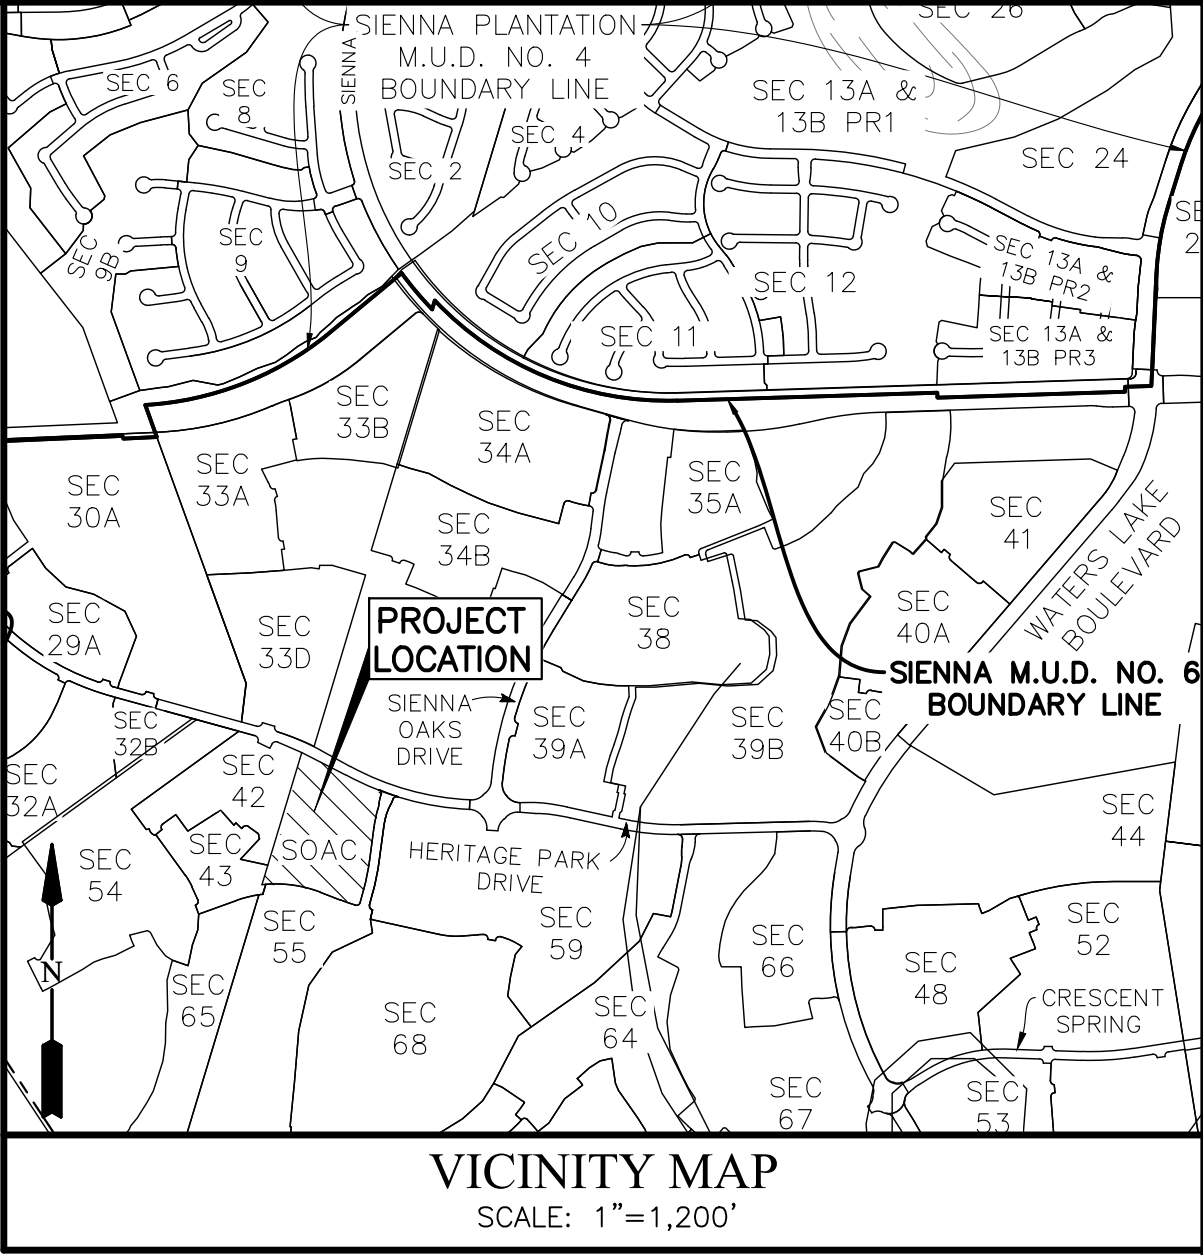 SEC 26
SIENNA PLANTATION
M.U.D. NO. 4
BOUNDARY LINE
SIENNA
SEC 6
SEC
8
SEC 13A &
13B PR1
SEC 4
SEC 2
SEC 24
SEC
9B
SEC
9
SEC 10
SEC 13A &
13B PR2
SEC 12
SEC 11
SEC 13A &
13B PR3
SEC
33B
SEC
34A
SEC
33A
SEC
35A
SEC
30A
SEC
41
SEC
34B
WATERS LAKE
BOULEVARD
SEC
29A
SEC
33D
PROJECT
LOCATION
SEC
38
SEC
40A
SIENNA M.U.D. NO. 6
BOUNDARY LINE
SIENNA
OAKS
DRIVE
SEC
39A
SEC
39B
SEC
40B
SEC
32B
SEC
32A
SEC
42
SEC
44
SEC
43
SOAC
HERITAGE PARK
DRIVE
SEC
54
SEC
55
SEC
59
SEC
66
SEC
52
SEC
48
N
SEC
65
SEC
68
SEC
64
CRESCENT
SPRING
SEC
67
SEC
53
VICINITY MAP
SCALE: 1"=1,200'